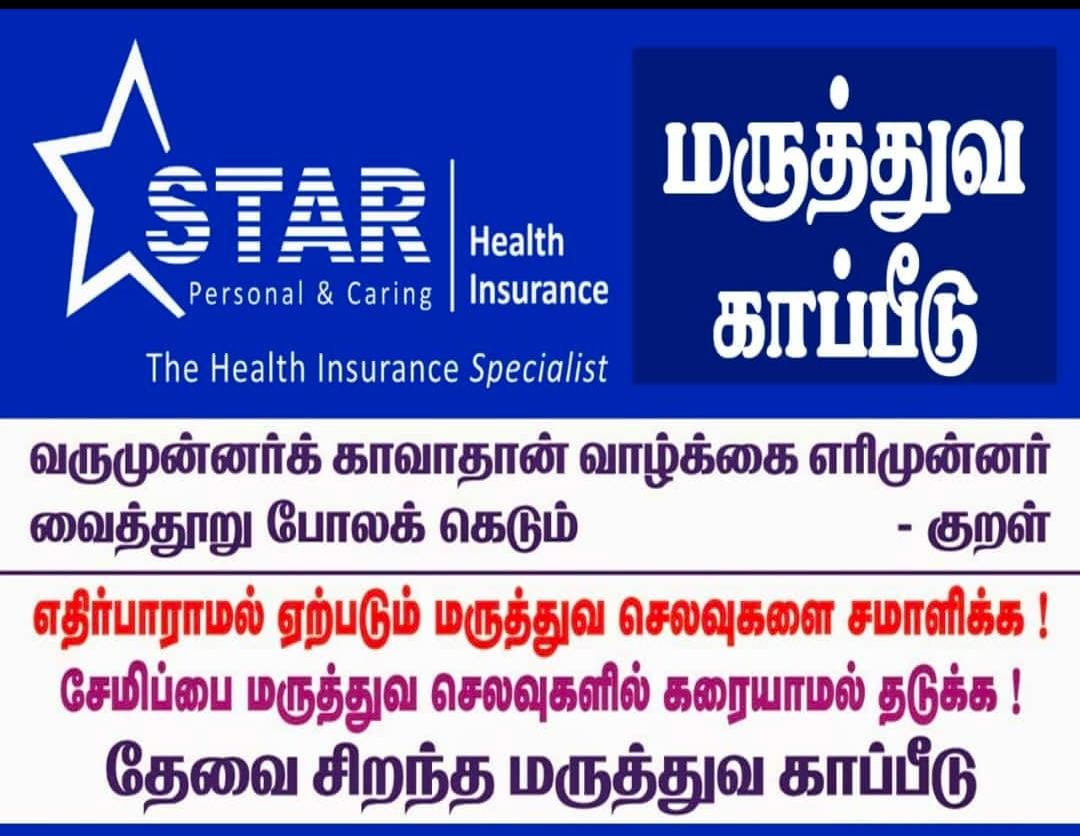 STAR
Health
Insurance
Personal & Caring
The Health Insurance Specialist
மருத்துவ
காப்பீடு
வருமுன்னர்க் காவாதான் வாழ்க்கை எரிமுன்னர்
வைத்தூறு போலக் கெடும் - குறள்
எதிர்பாராமல் ஏற்படும் மருத்துவ செலவுகளை சமாளிக்க !
சேமிப்பை மருத்துவ செலவுகளில் கரையாமல் தடுக்க !
தேவை சிறந்த மருத்துவ காப்பீடு